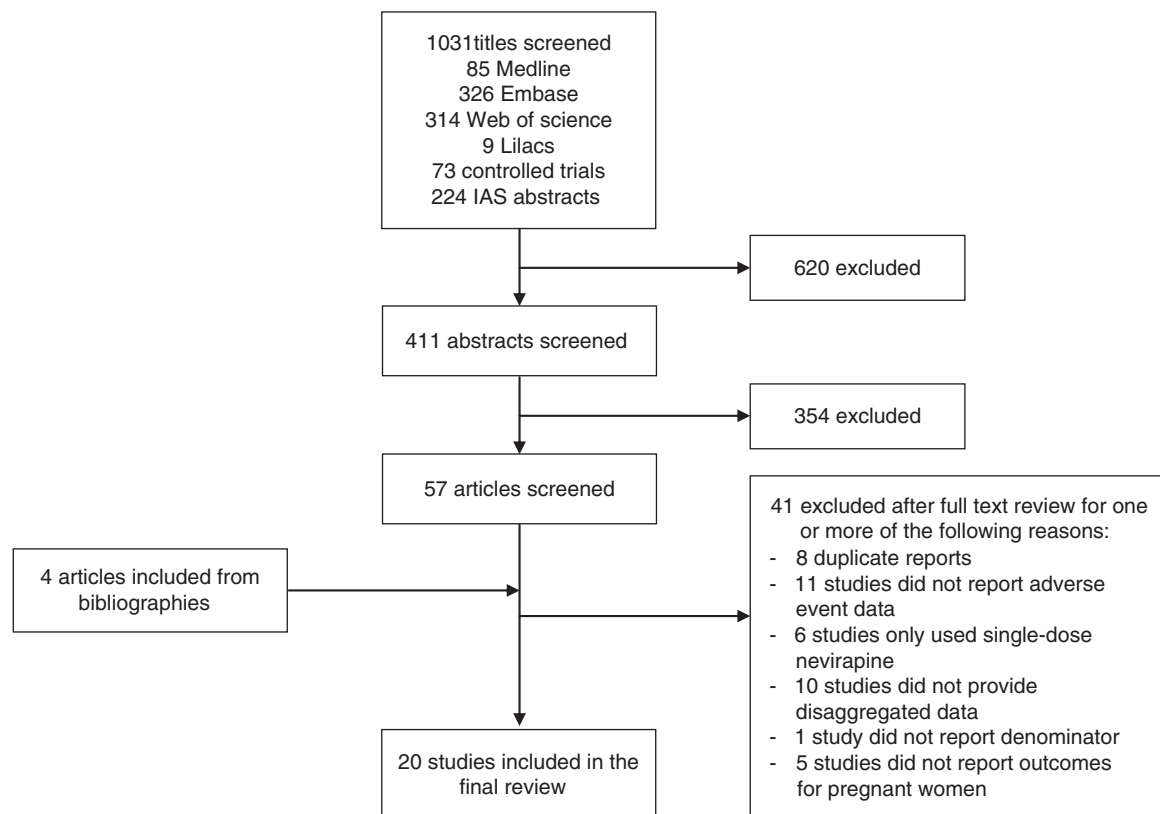 1031titles screened
85 Medline
326 Embase
314 Web of science
9 Lilacs
73 controlled trials
224 IAS abstracts
620 excluded
411 abstracts screened
354 excluded
57 articles screened
4 articles included from
bibliographies
41 excluded after full text review for one
or more of the following reasons:
- 8 duplicate reports
- 11 studies did not report adverse
event data
- 6 studies only used single-dose
nevirapine
- 10 studies did not provide
disaggregated data
- 1 study did not report denominator
- 5 studies did not report outcomes
for pregnant women
20 studies included in the
final review